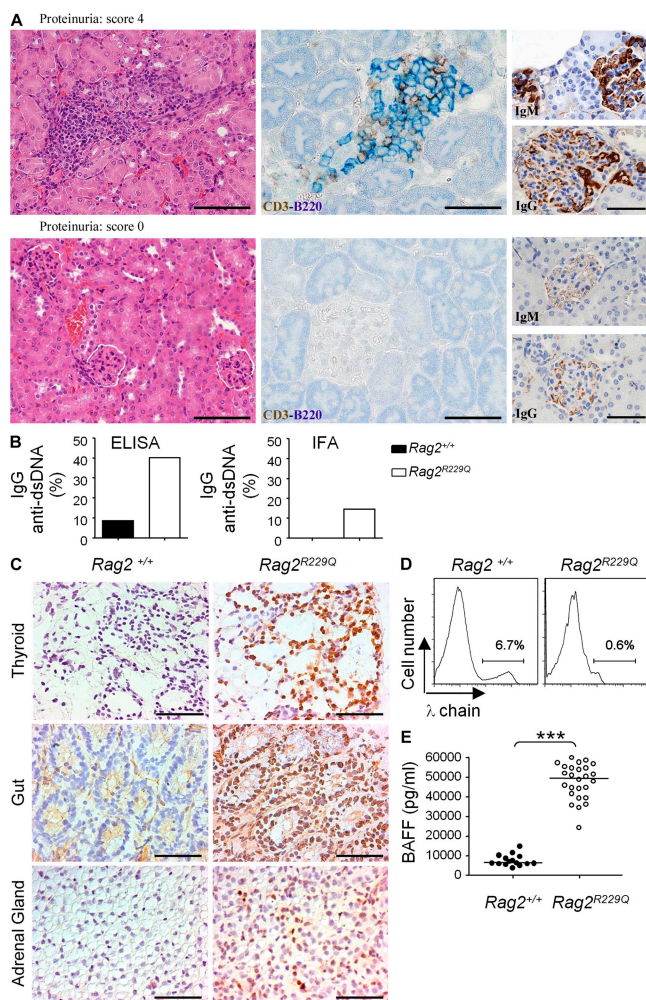 A
Proteinuria: score 4
CD3-B220
IgM
IgG
Proteinuria: score 0
CD3-B220
IgM
IgG
B
ELISA
IgG
anti-dsDNA
(%)
50
40
30
20
10
0
IFA
IgG
anti-dsDNA
(%)
50
40
30
20
10
0
Rag2+/+
Rag2R229Q
C
Rag2 +/+
Rag2R229Q
Thyroid
Gut
Adrenal Gland
D
Rag2 +/+
Rag2R229Q
Cell number
6.7%
0.6%
λ chain
E
***
BAFF (pg/ml)
60000
50000
40000
30000
20000
10000
0
Rag2+/+
Rag2R229Q